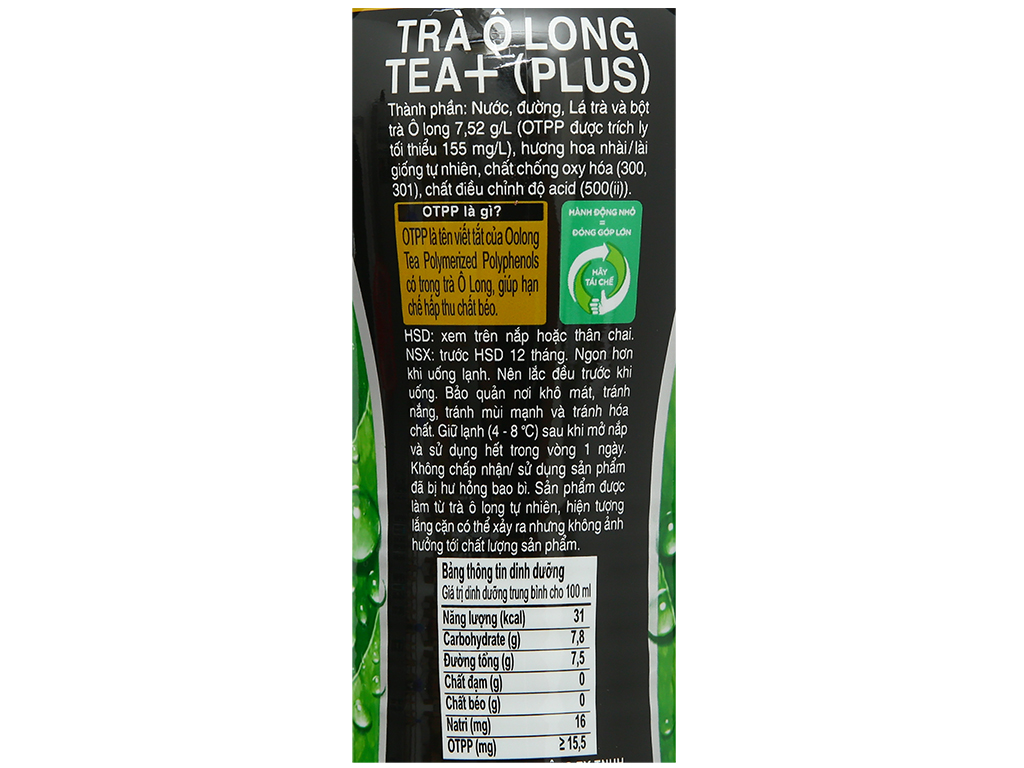 TRÀ Ô LONG
TEA+ (PLUS)
Thành phần: Nước, đường, Lá trà và bột
trà Ô long 7,52 g/L (OTPP được trích ly
tối thiểu 155 mg/L), hương hoa nhài/lài
giống tự nhiên, chất chống oxy hóa (300,
301), chất điều chỉnh độ acid (500(ii)).
OTPP là gì?
OTPP là tên viết tắt của Oolong
Tea Polymerized Polyphenols
có trong trà Ô Long, giúp hạn
chế hấp thu chất béo.
HÀNH ĐỘNG NHỎ
=
ĐÓNG GÓP LỚN
HÃY
TÁI CHẾ
HSD: xem trên nắp hoặc thân chai.
NSX: trước HSD 12 tháng. Ngon hơn
khi uống lạnh. Nên lắc đều trước khi
uống. Bảo quản nơi khô mát, tránh
nắng, tránh mùi mạnh và tránh hóa
chất. Giữ lạnh (4 - 8 °C) sau khi mở nắp
và sử dụng hết trong vòng 1 ngày.
Không chấp nhận/ sử dụng sản phẩm
đã bị hư hỏng bao bì. Sản phẩm được
làm từ trà ô long tự nhiên, hiện tượng
lắng cặn có thể xảy ra nhưng không ảnh
hưởng tới chất lượng sản phẩm.
Bảng thông tin dinh dưỡng
Giá trị dinh dưỡng trung bình cho 100 ml
Năng lượng (kcal) 31
Carbohydrate (g) 7,8
Đường tổng (g) 7,5
Chất đạm (g) 0
Chất béo (g) 0
Natri (mg) 16
OTPP (mg) ≥ 15,5